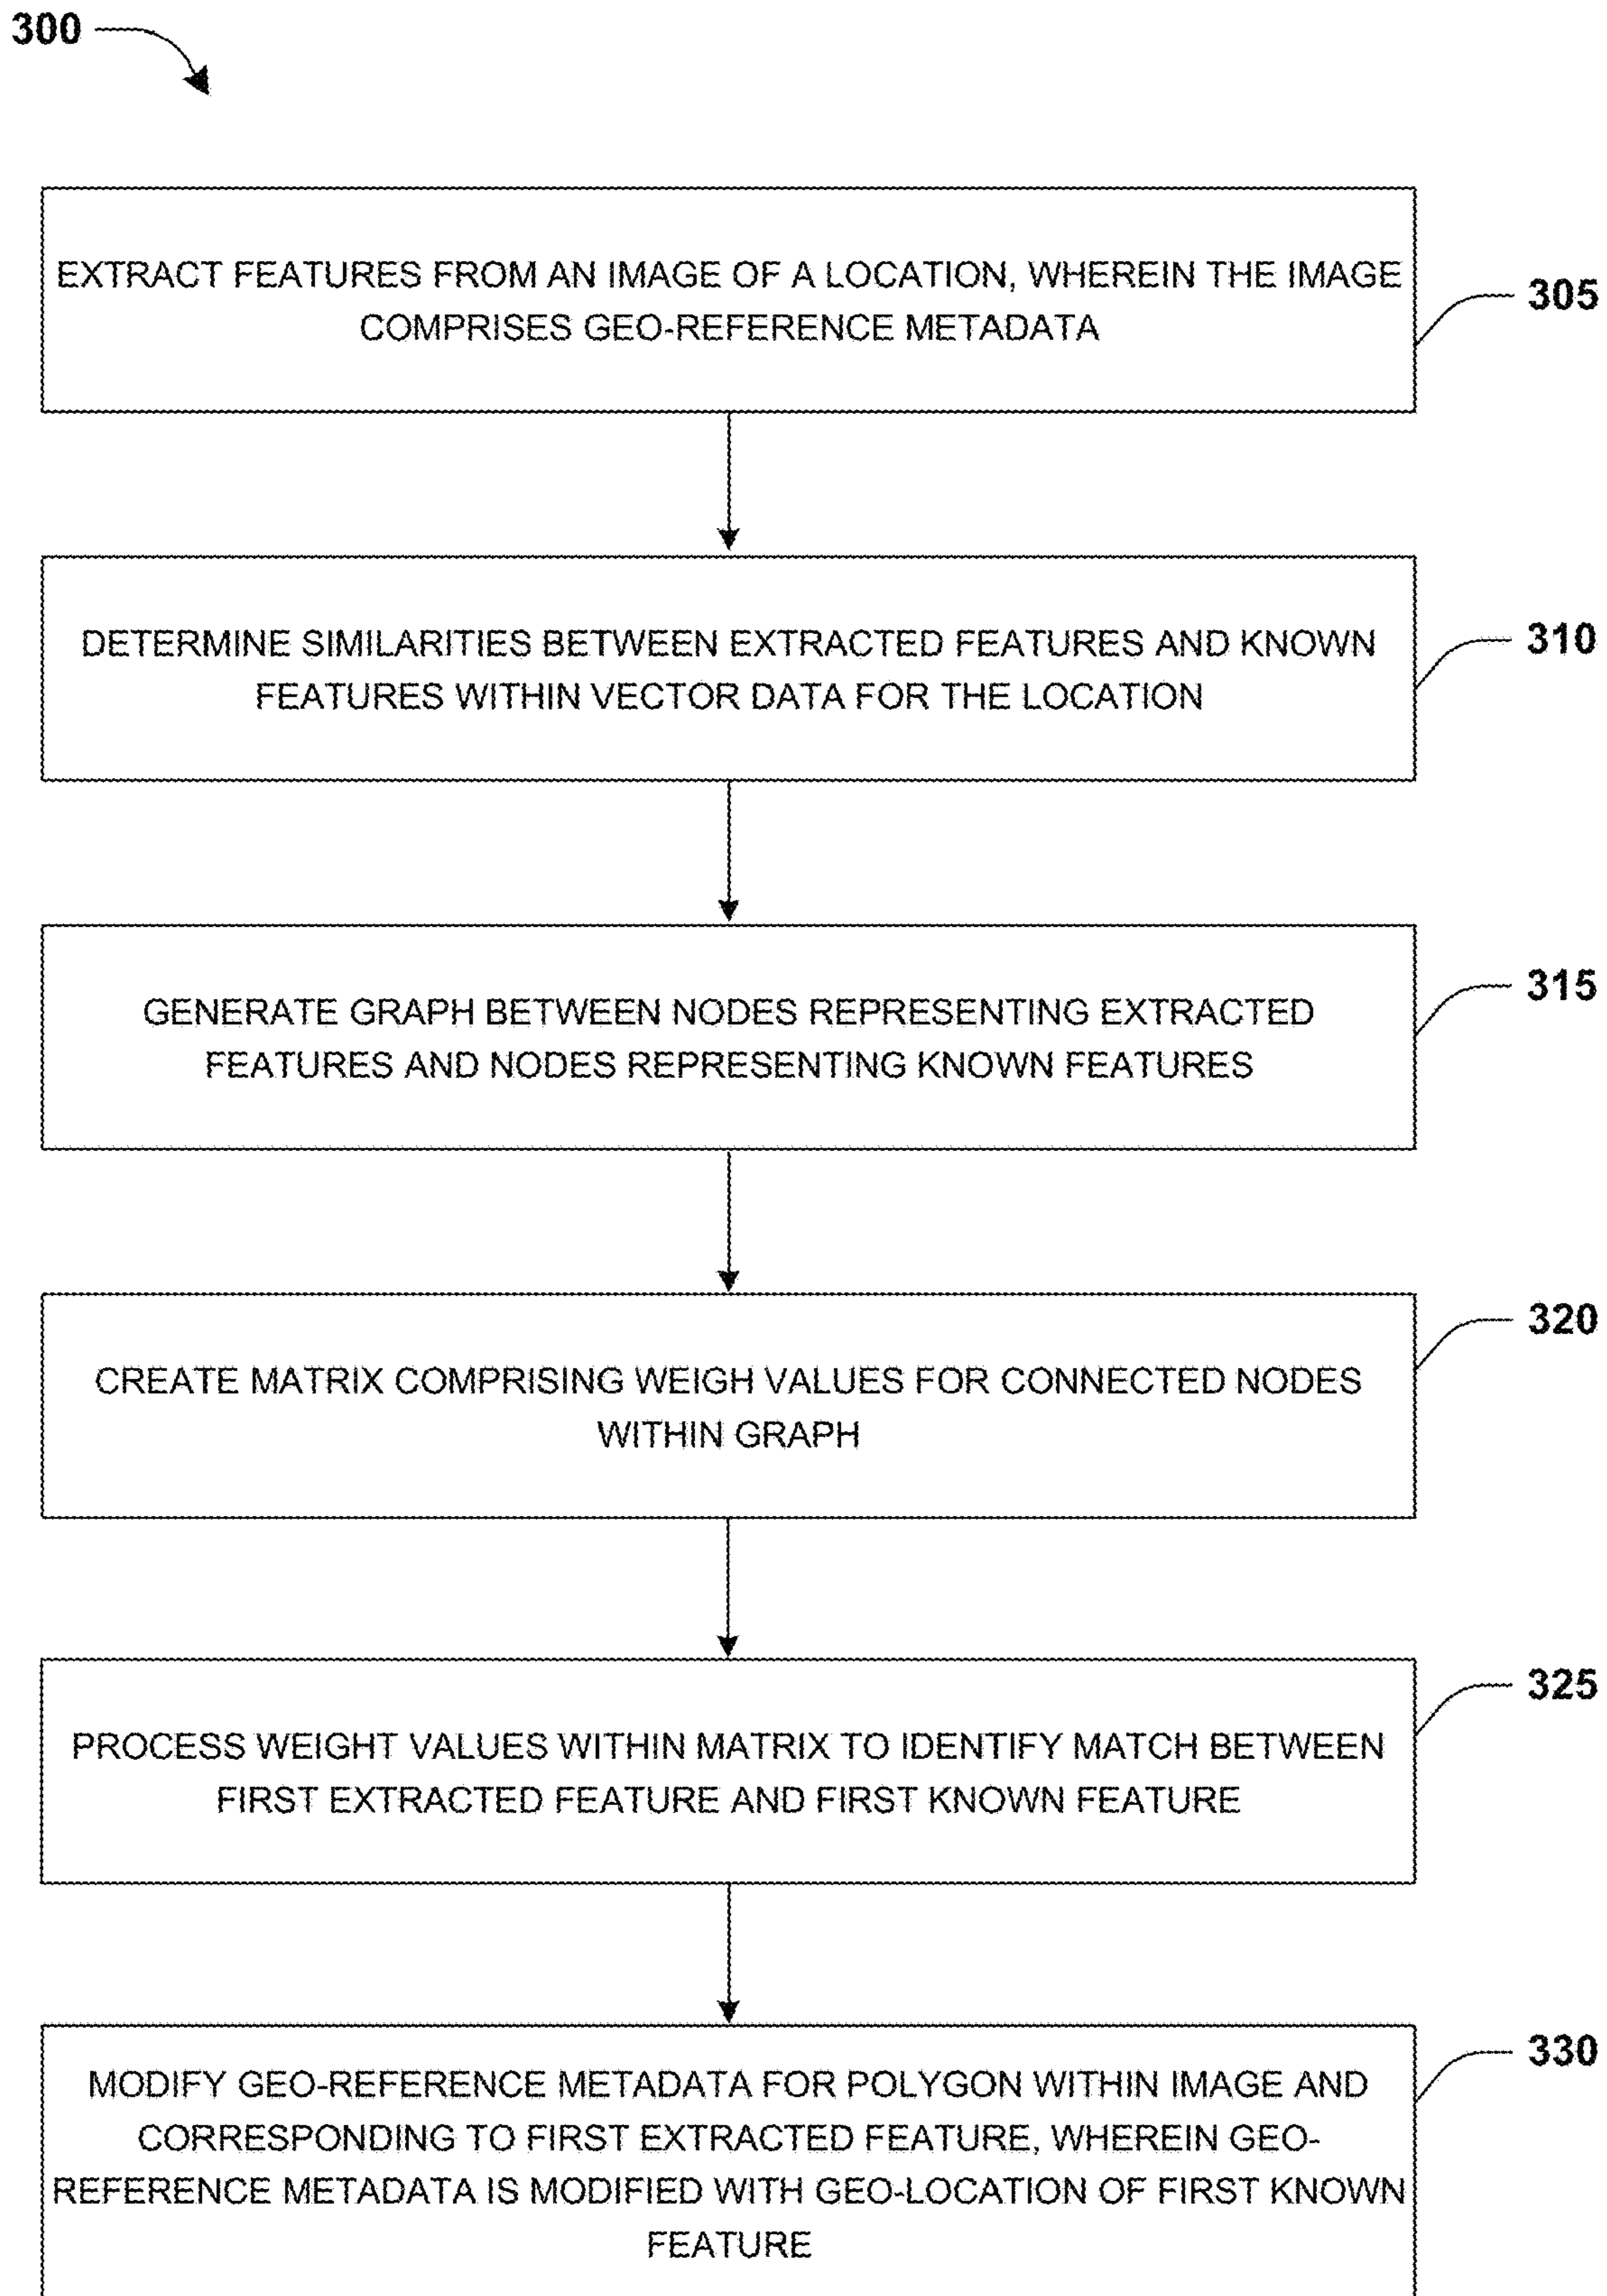 300
EXTRACT FEATURES FROM AN IMAGE OF A LOCATION, WHEREIN THE IMAGE
COMPRISES GEO-REFERENCE METADATA
305
DETERMINE SIMILARITIES BETWEEN EXTRACTED FEATURES AND KNOWN
FEATURES WITHIN VECTOR DATA FOR THE LOCATION
310
GENERATE GRAPH BETWEEN NODES REPRESENTING EXTRACTED
FEATURES AND NODES REPRESENTING KNOWN FEATURES
315
CREATE MATRIX COMPRISING WEIGH VALUES FOR CONNECTED NODES
WITHIN GRAPH
320
PROCESS WEIGHT VALUES WITHIN MATRIX TO IDENTIFY MATCH BETWEEN
FIRST EXTRACTED FEATURE AND FIRST KNOWN FEATURE
325
MODIFY GEO-REFERENCE METADATA FOR POLYGON WITHIN IMAGE AND
CORRESPONDING TO FIRST EXTRACTED FEATURE, WHEREIN GEO-
REFERENCE METADATA IS MODIFIED WITH GEO-LOCATION OF FIRST KNOWN
FEATURE
330